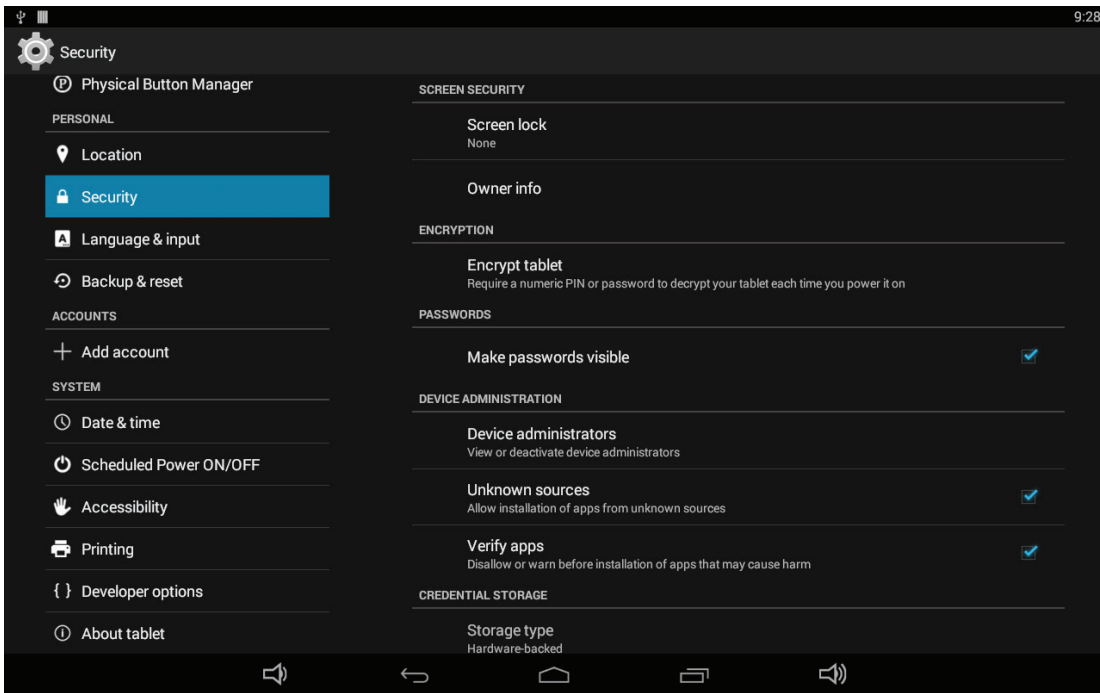 9:28
Security
Physical Button Manager
PERSONAL
Location
Security
Language & input
Backup & reset
ACCOUNTS
Add account
SYSTEM
Date & time
Scheduled Power ON/OFF
Accessibility
Printing
Developer options
About tablet
SCREEN SECURITY
Screen lock
None
Owner info
ENCRYPTION
Encrypt tablet
Require a numeric PIN or password to decrypt your tablet each time you power it on
PASSWORDS
Make passwords visible
DEVICE ADMINISTRATION
Device administrators
View or deactivate device administrators
Unknown sources
Allow installation of apps from unknown sources
Verify apps
Disallow or warn before installation of apps that may cause harm
CREDENTIAL STORAGE
Storage type
Hardware-backed